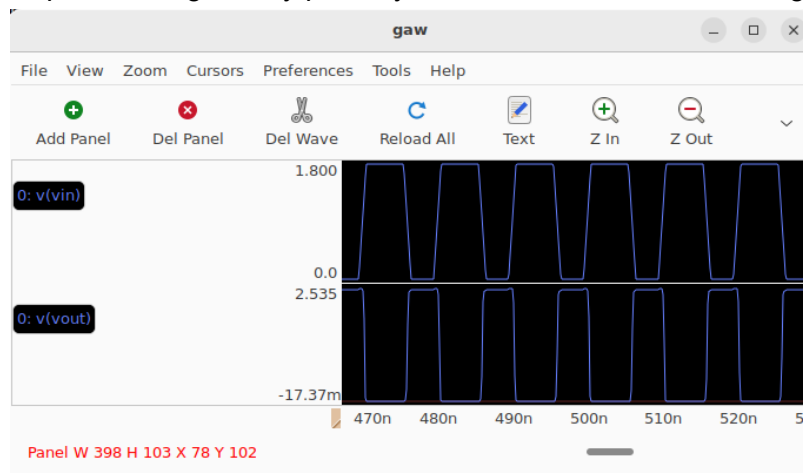 gaw
File View Zoom Cursors Preferences Tools Help
Add Panel Del Panel Del Wave Reload All Text Z In Z Out
1.800
0: v(vin)
0.0
2.535
0: v(vout)
-17.37m
470n 480n 490n 500n 510n 520n 5
Panel W 398 H 103 X 78 Y 102